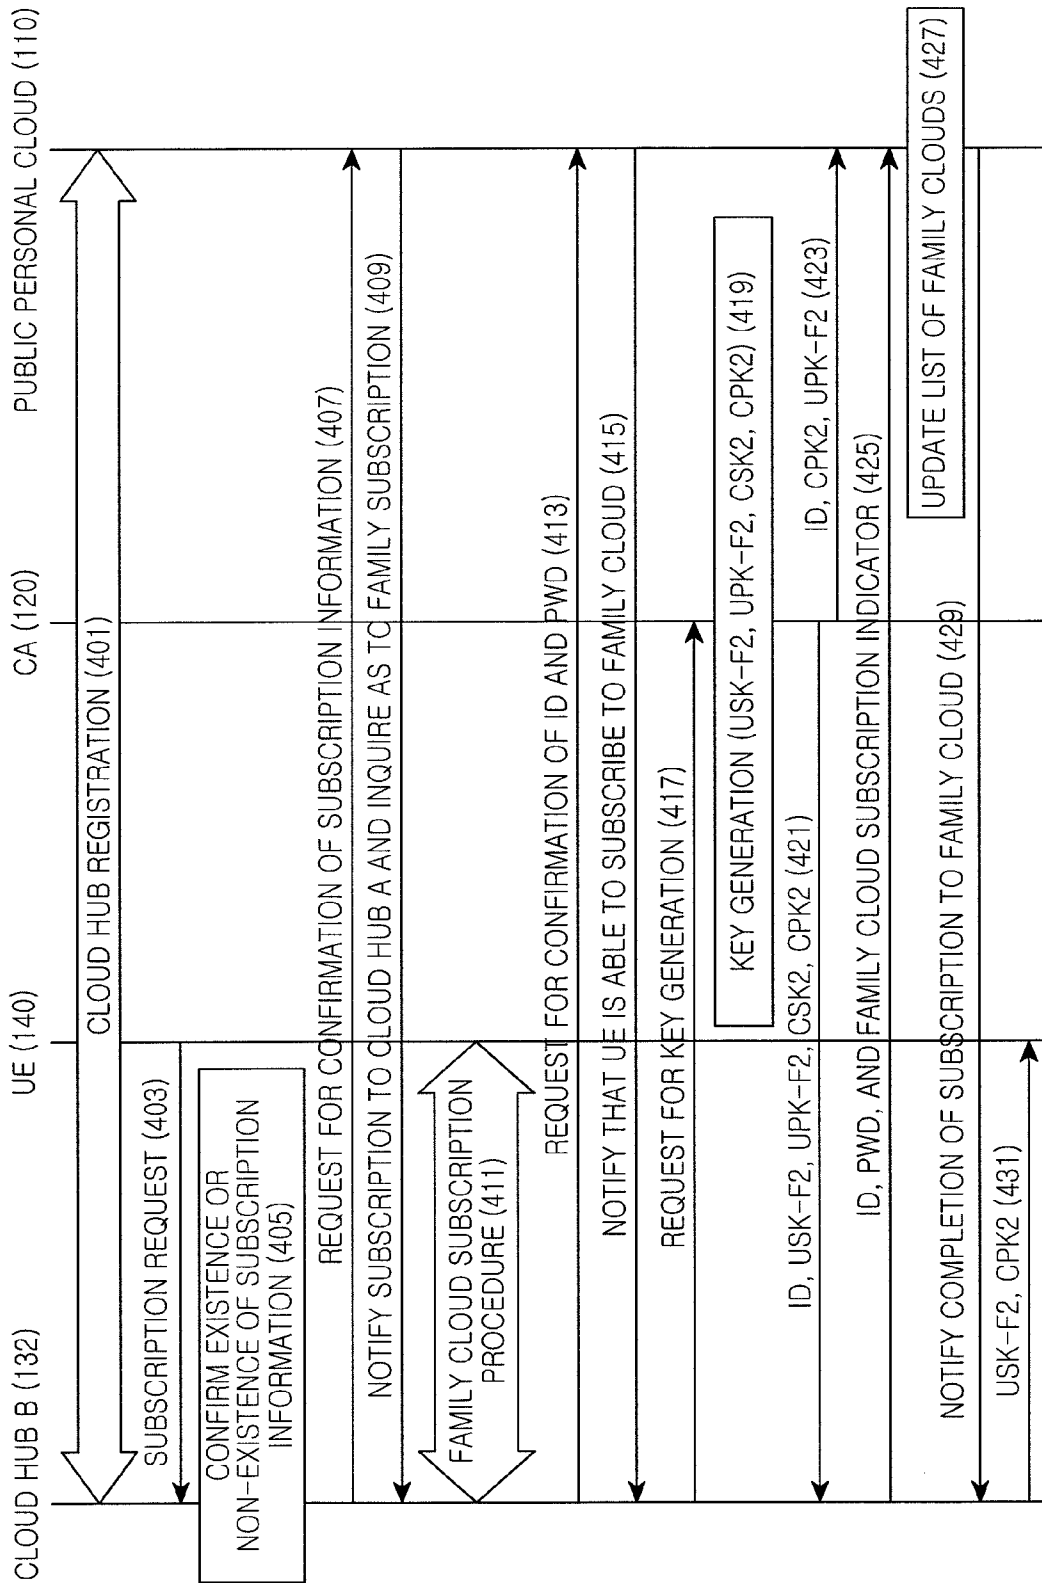 CLOUD HUB B (132)
UE (140)
CA (120)
PUBLIC PERSONAL CLOUD (110)
CLOUD HUB REGISTRATION (401)
SUBSCRIPTION REQUEST (403)
CONFIRM EXISTENCE OR
NON-EXISTENCE OF SUBSCRIPTION
INFORMATION (405)
REQUEST FOR CONFIRMATION OF SUBSCRIPTION INFORMATION (407)
NOTIFY SUBSCRIPTION TO CLOUD HUB A AND INQUIRE AS TC FAMILY SUBSCRIPTION (409)
FAMILY CLOUD SUBSCRIPTION
PROCEDURE (411)
REQUEST FOR CONFIRMATION OF ID AND PWD (413)
NOTIFY THAT UE IS ABLE TO SUBSCRIBE TO FAMILY CLOUD (415)
REQUEST FOR KEY GENERATION (417)
KEY GENERATION (USK-F2, UPK-F2, CSK2, CPK2) (419)
ID, USK-F2, UPK-F2, CSK2, CPK2 (421)
ID, CPK2, UPK-F2 (423)
ID, PWD, AND FAMILY CLOUD SUBSCRIPTION INDICATOR (425)
UPDATE LIST OF FAMILY CLOUDS (427)
NOTIFY COMPLETION OF SUBSCRIPTION TO FAMILY CLOUD (429)
USK-F2, CPK2 (431)